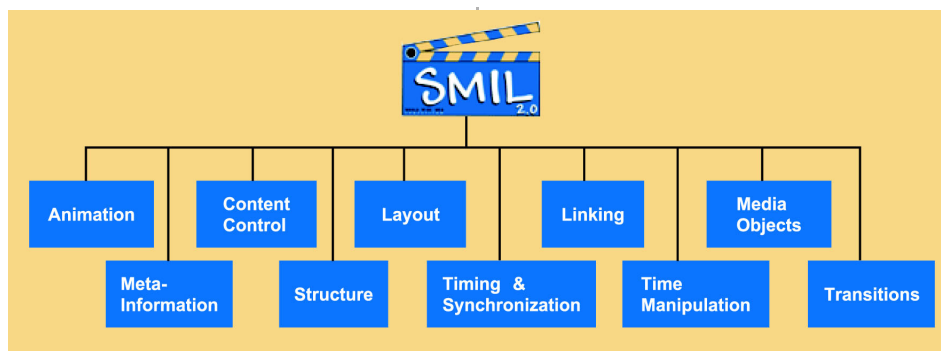 SMIL
2.0
Animation
Content
Control
Layout
Linking
Media
Objects
Meta-
Information
Structure
Timing &
Synchronization
Time
Manipulation
Transitions